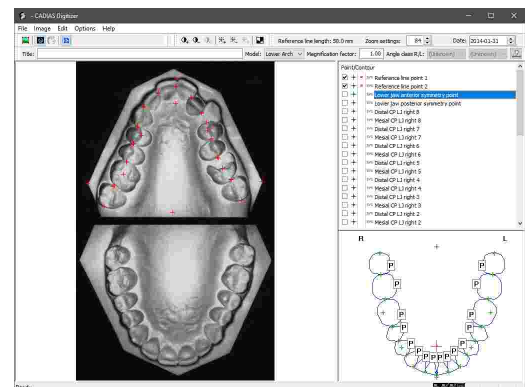 - CADIAS Digitizer
File Image Edit Options Help
Reference line length: 50.0 mm Zoom settings: 84 Date: 2014-01-31
Title: Model: Lower Arch Magnification factor: 1.00 Angle class R/L: (Unknown) (Unknown)
Point/Contour
Reference line point 1
Reference line point 2
Lower jaw anterior symmetry point
Lower jaw posterior symmetry point
Distal CP LJ right 8
Mesial CP LJ right 8
Distal CP LJ right 7
Mesial CP LJ right 7
Distal CP LJ right 6
Mesial CP LJ right 6
Distal CP LJ right 5
Mesial CP LJ right 5
Distal CP LJ right 4
Mesial CP LJ right 4
Distal CP LJ right 3
Mesial CP LJ right 3
Distal CP LJ right 2
Mesial CP LJ right 2
R L
P P
P P
P P
P P
P P
P P P P P P